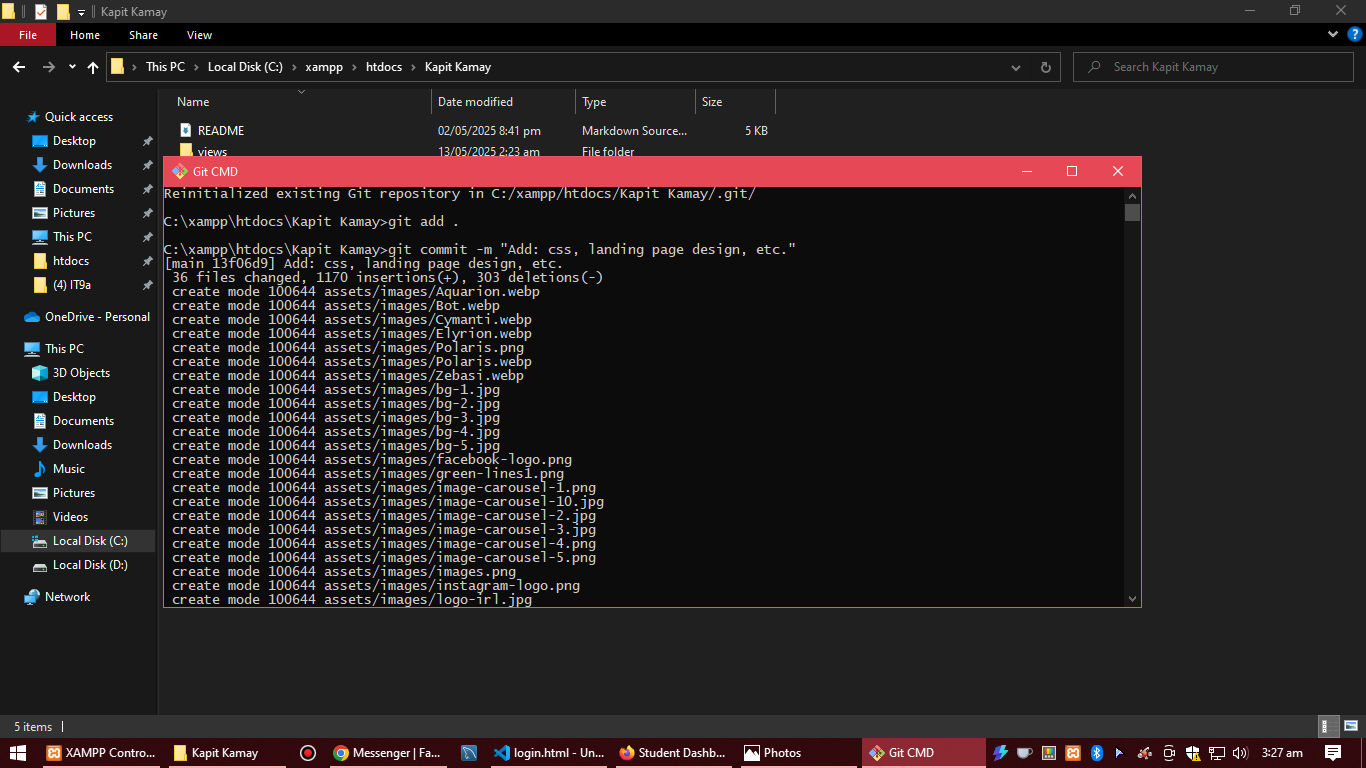 Kapit Kamay
File Home Share View
This PC Local Disk (C:) xampp htdocs Kapit Kamay
Search Kapit Kamay
Name Date modified Type Size
README 02/05/2025 8:41 pm Markdown Source... 5 KB
views 13/05/2025 2:23 am File folder
Quick access
Desktop
Downloads
Documents
Pictures
This PC
htdocs
(4) IT9a
OneDrive - Personal
This PC
3D Objects
Desktop
Documents
Downloads
Music
Pictures
Videos
Local Disk (C:)
Local Disk (D:)
Network
Git CMD
Reinitialized existing Git repository in C:/xampp/htdocs/Kapit Kamay/.git/
C:\xampp\htdocs\Kapit Kamay>git add .
C:\xampp\htdocs\Kapit Kamay>git commit -m "Add: css, landing page design, etc."
[main 13f06d9] Add: css, landing page design, etc.
36 files changed, 1170 insertions(+), 303 deletions(-)
create mode 100644 assets/images/Aquarion.webp
create mode 100644 assets/images/Bot.webp
create mode 100644 assets/images/Cymanti.webp
create mode 100644 assets/images/Elyrion.webp
create mode 100644 assets/images/Polaris.png
create mode 100644 assets/images/Polaris.webp
create mode 100644 assets/images/Zebasi.webp
create mode 100644 assets/images/bg-1.jpg
create mode 100644 assets/images/bg-2.jpg
create mode 100644 assets/images/bg-3.jpg
create mode 100644 assets/images/bg-4.jpg
create mode 100644 assets/images/bg-5.jpg
create mode 100644 assets/images/facebook-logo.png
create mode 100644 assets/images/green-lines1.png
create mode 100644 assets/images/image-carousel-1.png
create mode 100644 assets/images/image-carousel-10.jpg
create mode 100644 assets/images/image-carousel-2.jpg
create mode 100644 assets/images/image-carousel-3.jpg
create mode 100644 assets/images/image-carousel-4.png
create mode 100644 assets/images/image-carousel-5.png
create mode 100644 assets/images/images.png
create mode 100644 assets/images/instagram-logo.png
create mode 100644 assets/images/logo-irl.jpg
5 items
XAMPP Contro... Kapit Kamay Messenger | Fa... login.html - Un... Student Dashb... Photos Git CMD 3:27 am